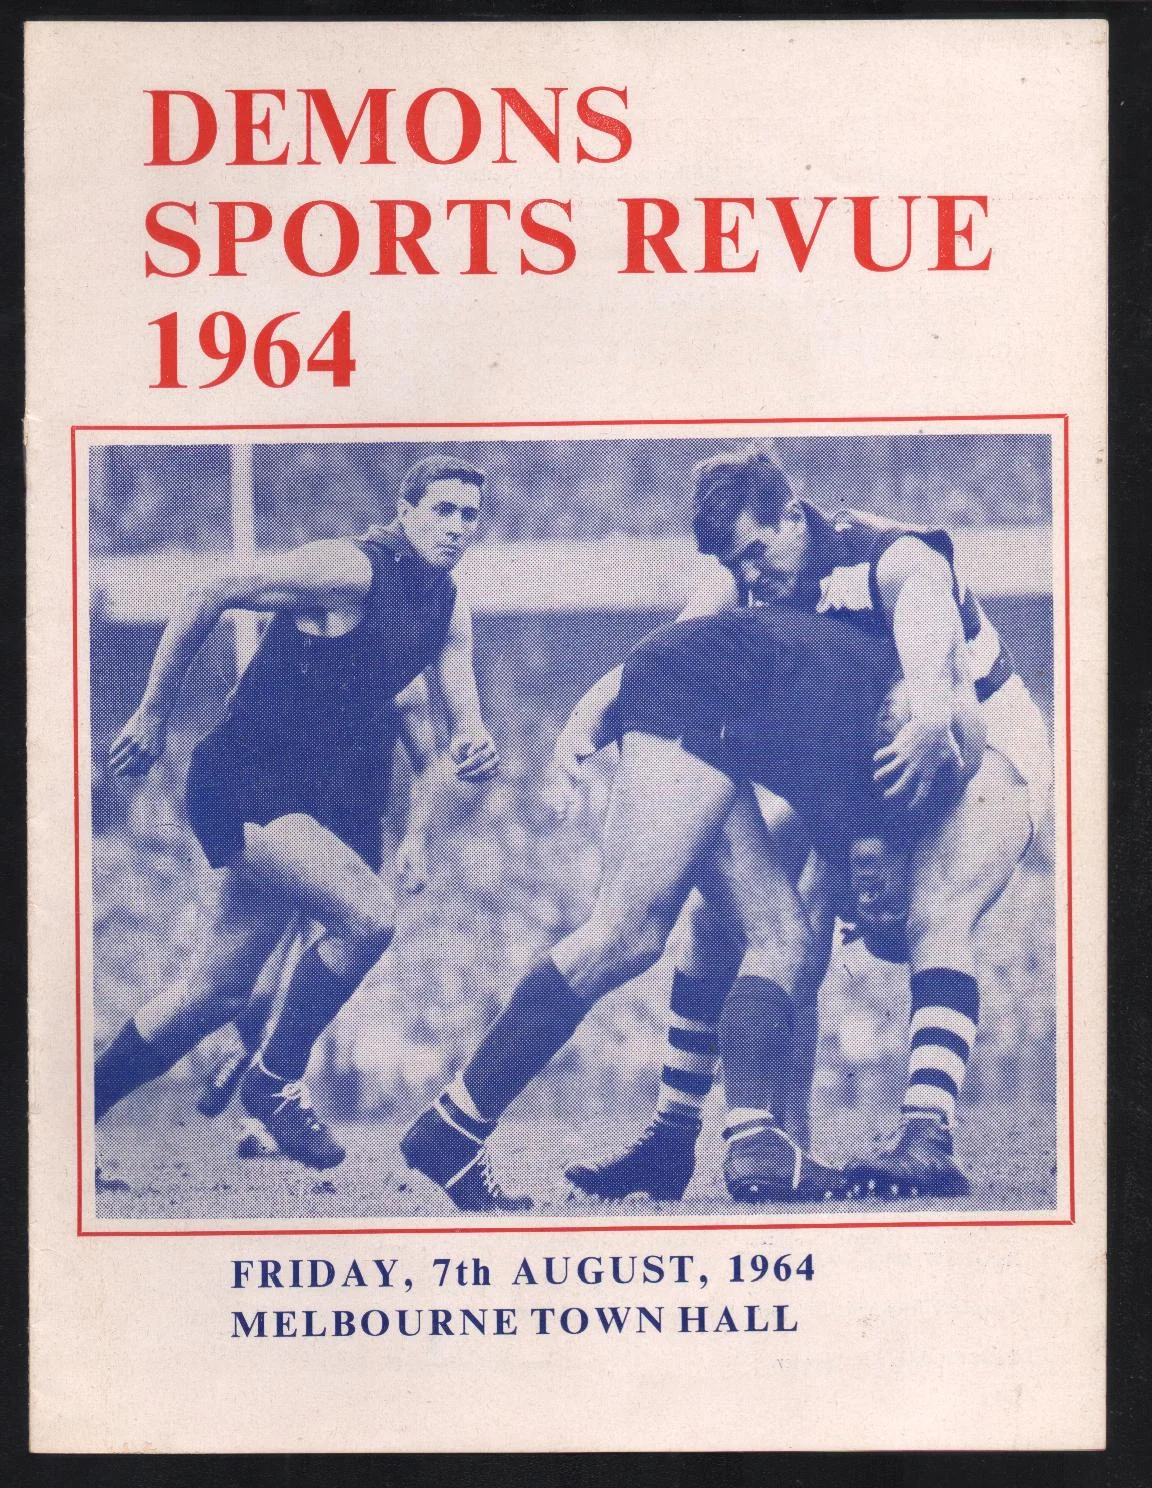 DEMONS
SPORTS REVUE
1964
FRIDAY, 7th AUGUST, 1964
MELBOURNE TOWN HALL